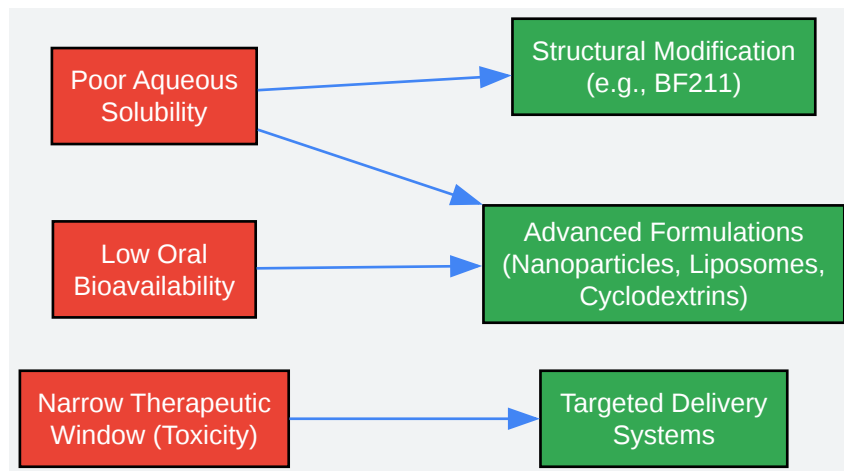 Poor Aqueous
Solubility
Structural Modification
(e.g., BF211)
Low Oral
Bioavailability
Advanced Formulations
(Nanoparticles, Liposomes,
Cyclodextrins)
Narrow Therapeutic
Window (Toxicity)
Targeted Delivery
Systems